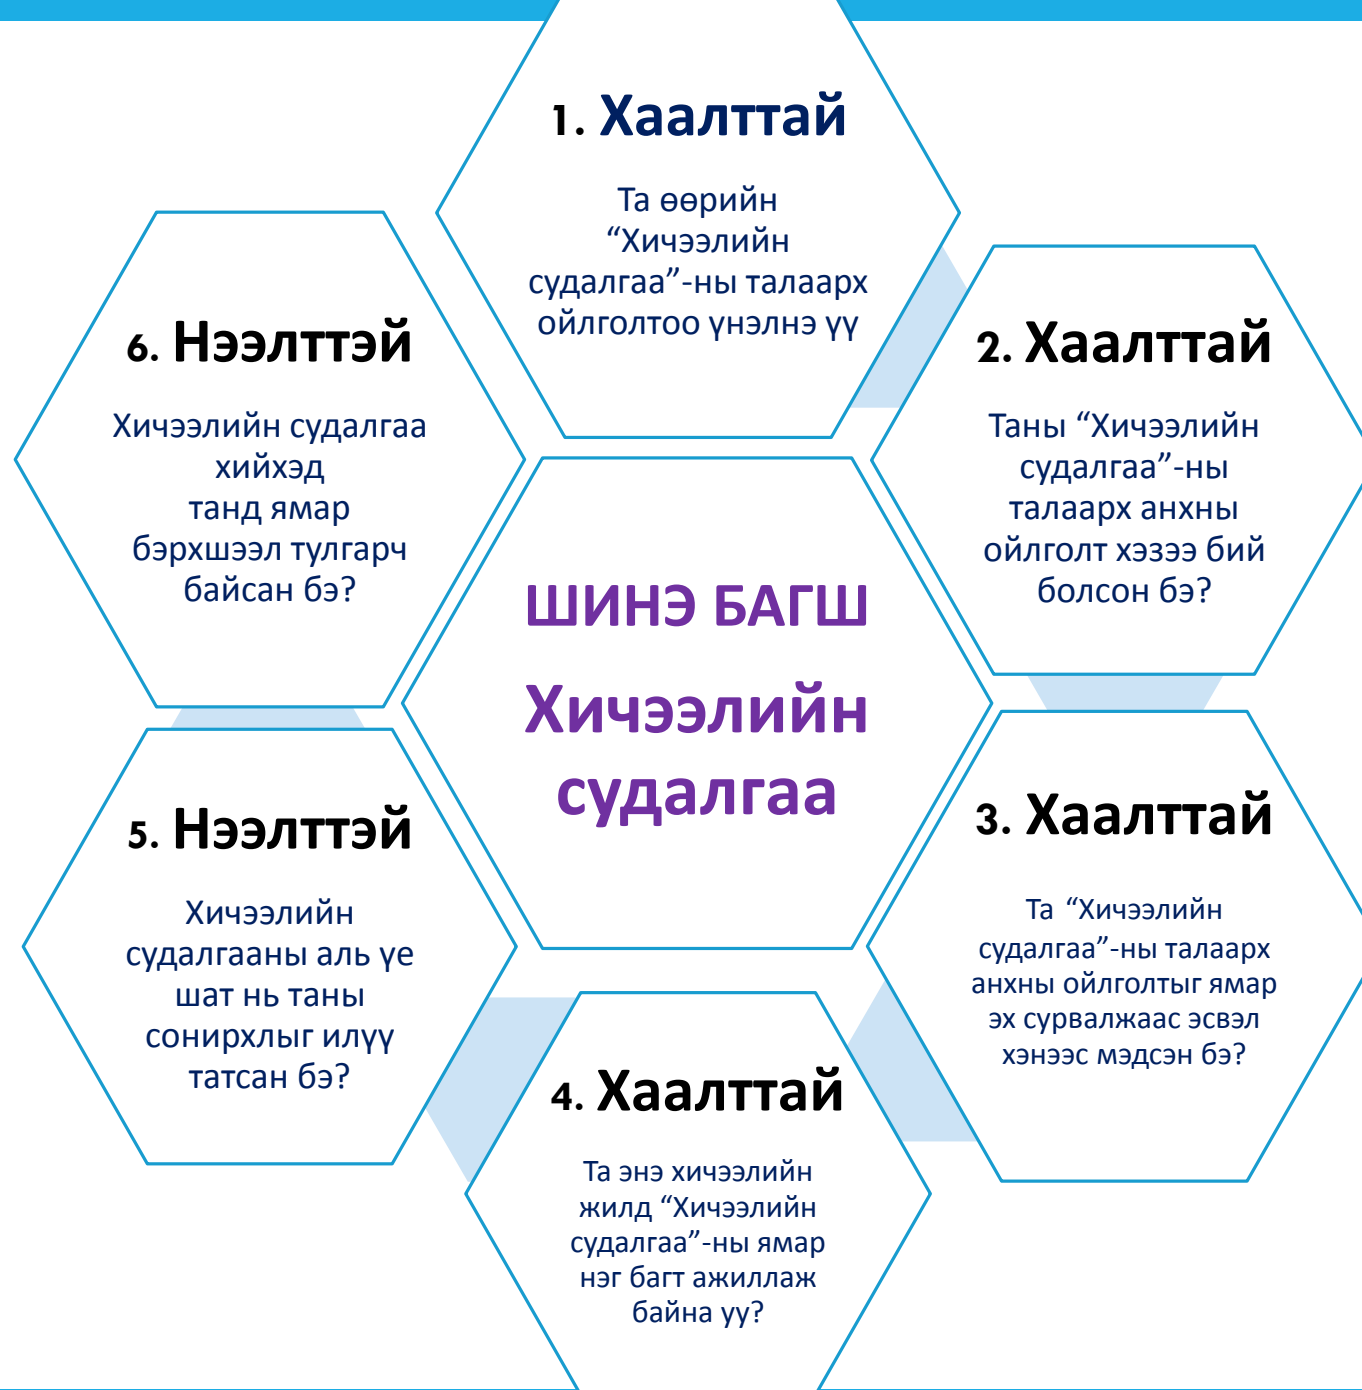 1. Хаалттай
Та өөрийн
“Хичээлийн
судалгаа”-ны талаарх
ойлголтоо үнэлнэ үү
2. Хаалттай
Таны “Хичээлийн
судалгаа”-ны
талаарх анхны
ойлголт хэзээ бий
болсон бэ?
3. Хаалттай
Та “Хичээлийн
судалгаа”-ны талаарх
анхны ойлголтыг ямар
эх сурвалжаас эсвэл
хэнээс мэдсэн бэ?
4. Хаалттай
Та энэ хичээлийн
жилд “Хичээлийн
судалгаа”-ны ямар
нэг багт ажиллаж
байна уу?
5. Нээлттэй
Хичээлийн
судалгааны аль үе
шат нь таны
сонирхлыг илүү
татсан бэ?
6. Нээлттэй
Хичээлийн судалгаа
хийхэд
танд ямар
бэрхшээл тулгарч
байсан бэ?
ШИНЭ БАГШ
Хичээлийн
судалгаа